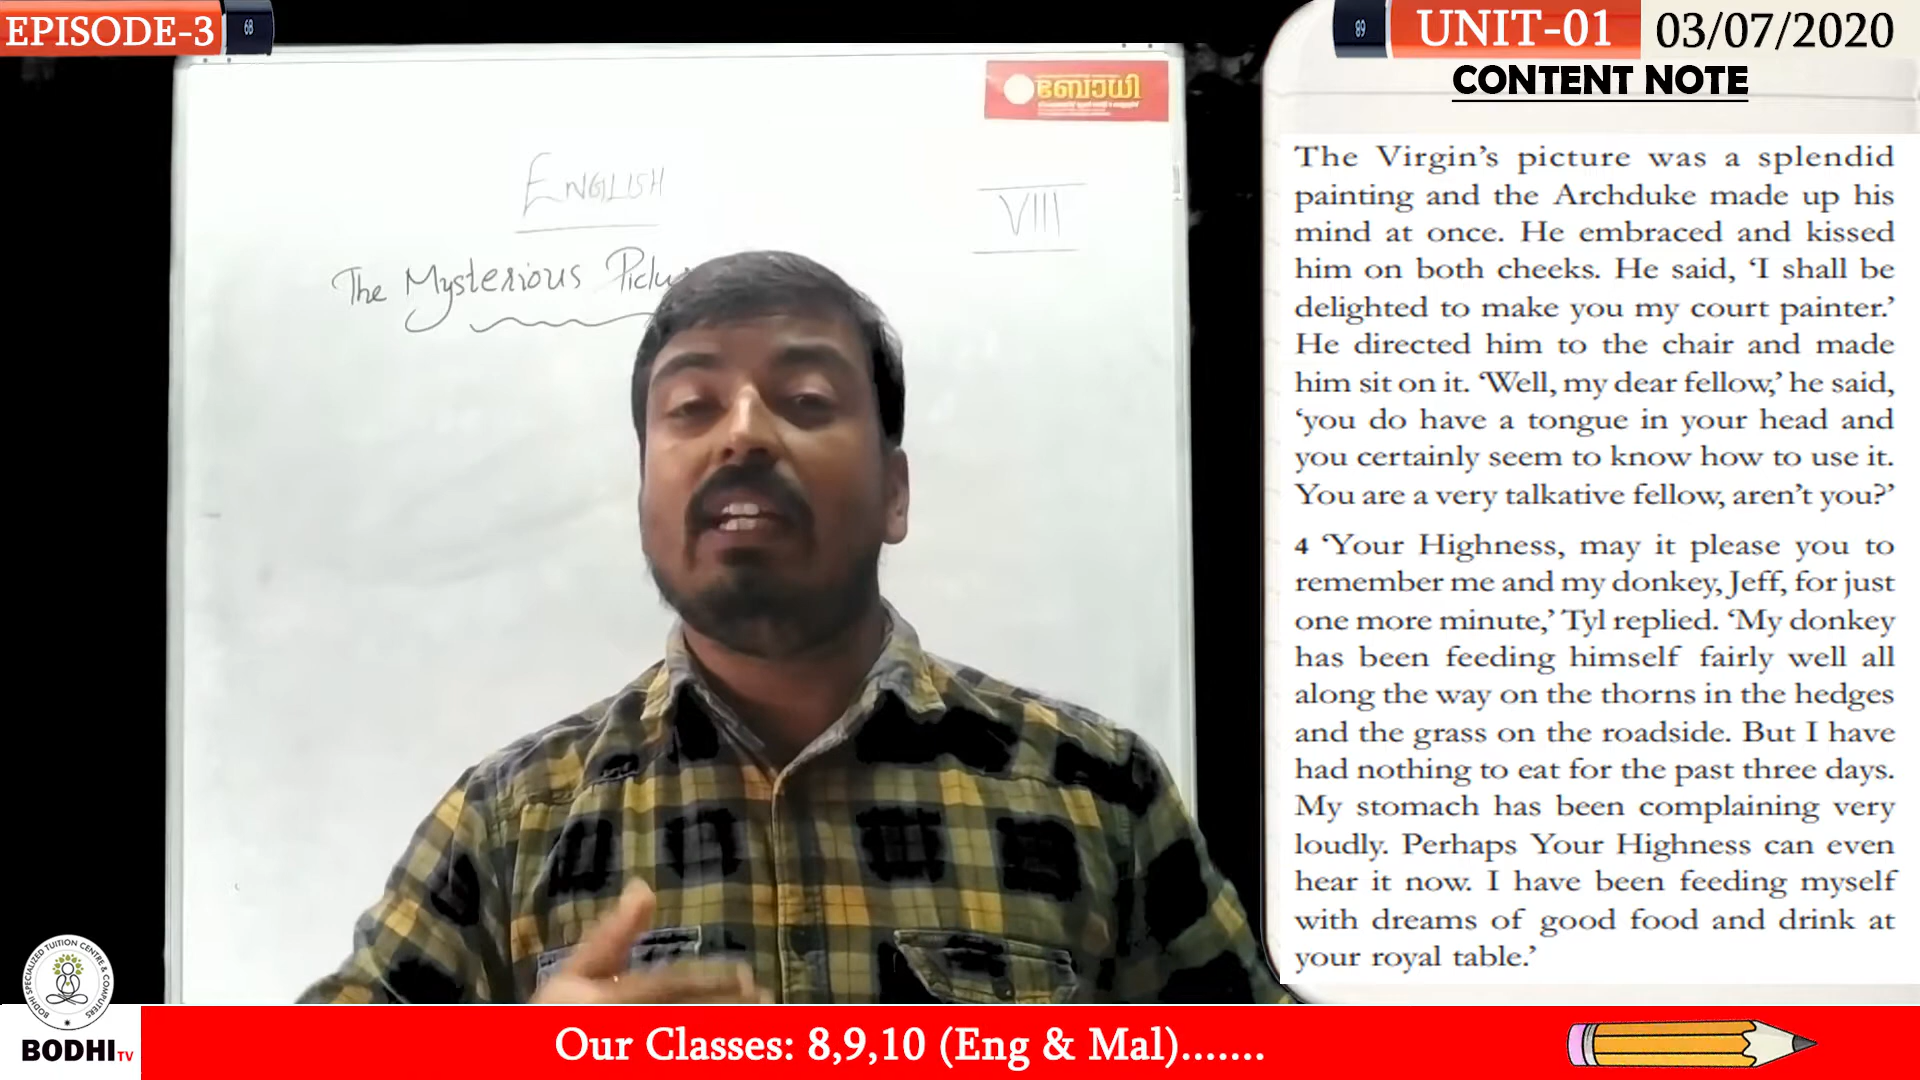 EPISODE-3
68
89
UNIT-01
03/07/2020
CONTENT NOTE
ബോധി
ENGLISH
VIII
The Mysterious Pictu
The Virgin's picture was a splendid
painting and the Archduke made up his
mind at once. He embraced and kissed
him on both cheeks. He said, 'I shall be
delighted to make you my court painter.'
He directed him to the chair and made
him sit on it. 'Well, my dear fellow,' he said,
'you do have a tongue in your head and
you certainly seem to know how to use it.
You are a very talkative fellow, aren't you?'
4 'Your Highness, may it please you to
remember me and my donkey, Jeff, for just
one more minute,' Tyl replied. 'My donkey
has been feeding himself fairly well all
along the way on the thorns in the hedges
and the grass on the roadside. But I have
had nothing to eat for the past three days.
My stomach has been complaining very
loudly. Perhaps Your Highness can even
hear it now. I have been feeding myself
with dreams of good food and drink at
your royal table.'
BODHI SPECIALIZED TUITION CENTRE & COMPUTERS
BODHI TV
Our Classes: 8,9,10 (Eng & Mal).......